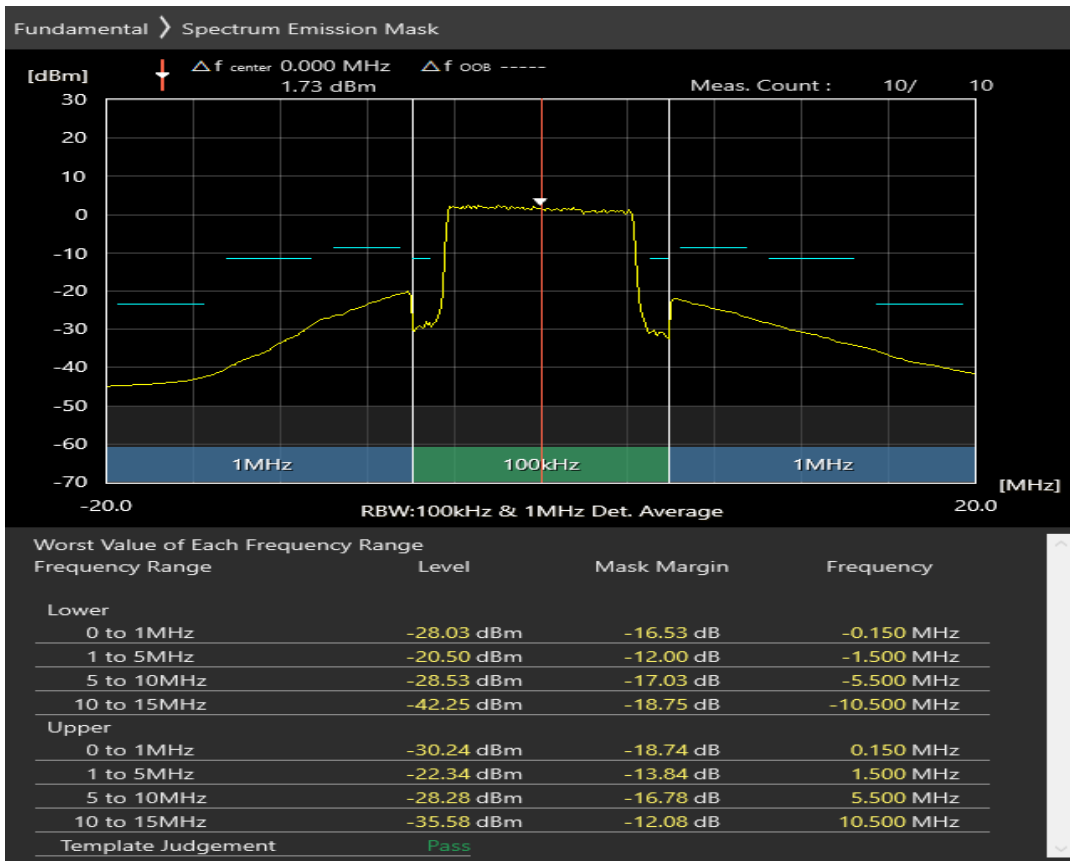 Fundamental ❯ Spectrum Emission Mask
[dBm] Δf center 0.000 MHz Δf OOB -----
1.73 dBm Meas. Count : 10/ 10
30
20
10
0
-10
-20
-30
-40
-50
-60
1MHz 100kHz 1MHz
-70 [MHz]
-20.0 RBW:100kHz & 1MHz Det. Average 20.0
Worst Value of Each Frequency Range
Frequency Range Level Mask Margin Frequency
Lower
0 to 1MHz -28.03 dBm -16.53 dB -0.150 MHz
1 to 5MHz -20.50 dBm -12.00 dB -1.500 MHz
5 to 10MHz -28.53 dBm -17.03 dB -5.500 MHz
10 to 15MHz -42.25 dBm -18.75 dB -10.500 MHz
Upper
0 to 1MHz -30.24 dBm -18.74 dB 0.150 MHz
1 to 5MHz -22.34 dBm -13.84 dB 1.500 MHz
5 to 10MHz -28.28 dBm -16.78 dB 5.500 MHz
10 to 15MHz -35.58 dBm -12.08 dB 10.500 MHz
Template Judgement Pass